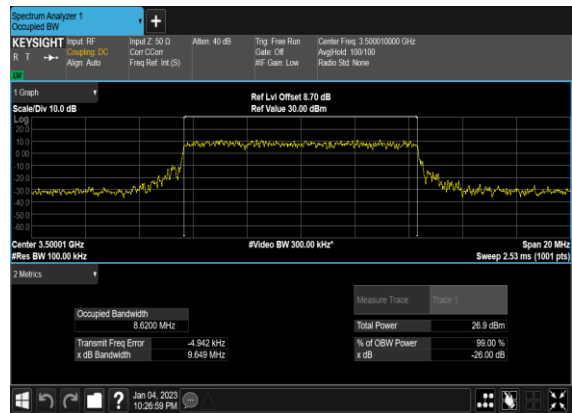 Spectrum Analyzer 1
Occupied BW
+
KEYSIGHT Input: RF Input Z: 50 Ω Atten: 40 dB Trig: Free Run Center Freq: 3.500010000 GHz
R T Coupling: DC Corr CCorr Gate: Off Avg|Hold: 100/100
Align: Auto Freq Ref: Int (S) #IF Gain: Low Radio Std: None
LW
1 Graph
Ref Lvl Offset 8.70 dB
Scale/Div 10.0 dB Ref Value 30.00 dBm
Log
20.0
10.0
0.00
-10.0
-20.0
-30.0
-40.0
-50.0
-60.0
Center 3.50001 GHz #Video BW 300.00 kHz* Span 20 MHz
#Res BW 100.00 kHz Sweep 2.53 ms (1001 pts)
2 Metrics
Measure Trace Trace 1
Occupied Bandwidth
8.6200 MHz Total Power 26.9 dBm
Transmit Freq Error -4.942 kHz % of OBW Power 99.00 %
x dB Bandwidth 9.649 MHz x dB -26.00 dB
? Jan 04, 2023
10:26:59 PM